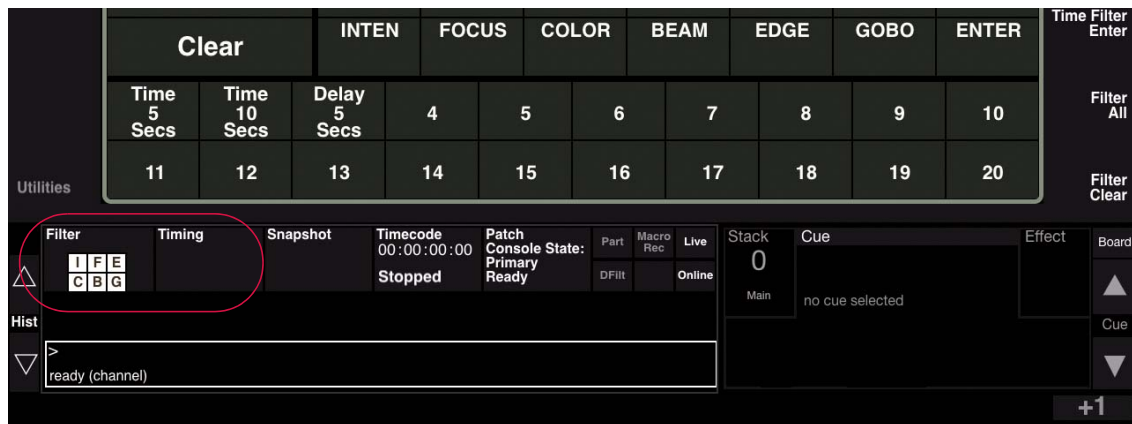 Clear
INTEN FOCUS COLOR BEAM EDGE GOBO ENTER
Time Filter
Enter
Time
5
Secs
Time
10
Secs
Delay
5
Secs
4 5 6 7 8 9 10
Filter
All
11 12 13 14 15 16 17 18 19 20
Utilities
Filter
Clear
Filter
I F E
C B G
Timing
Snapshot
Timecode
00:00:00:00
Stopped
Patch
Console State:
Primary
Ready
Part
Macro
Rec
Live
DFilt
Online
Stack
0
Main
Cue
no cue selected
Effect
Board
Hist
Cue
>
ready (channel)
+1